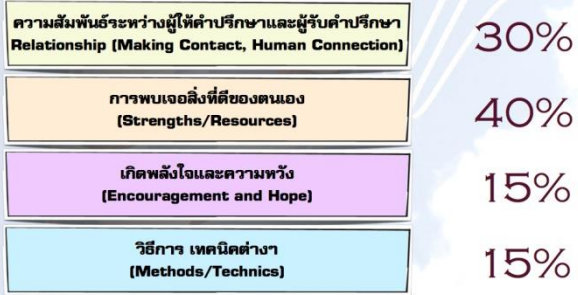 ความสัมพันธ์ระหว่างผู้ให้คำปรึกษาและผู้รับคำปรึกษา
Relationship (Making Contact, Human Connection)
30%
การพบเจอสิ่งที่ดีของตนเอง
(Strengths/Resources)
40%
เกิดพลังใจและความหวัง
(Encouragement and Hope)
15%
วิธีการ เทคนิคต่างๆ
(Methods/Technics)
15%